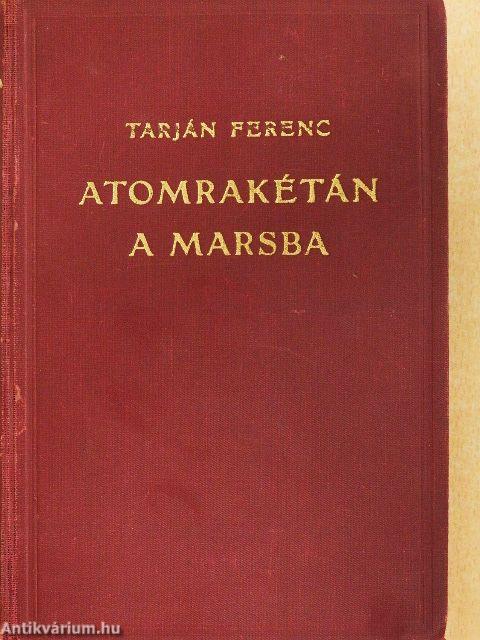 TARJÁN FERENC
ATOMRAKÉTÁN
A MARSBA
Antikvárium.hu